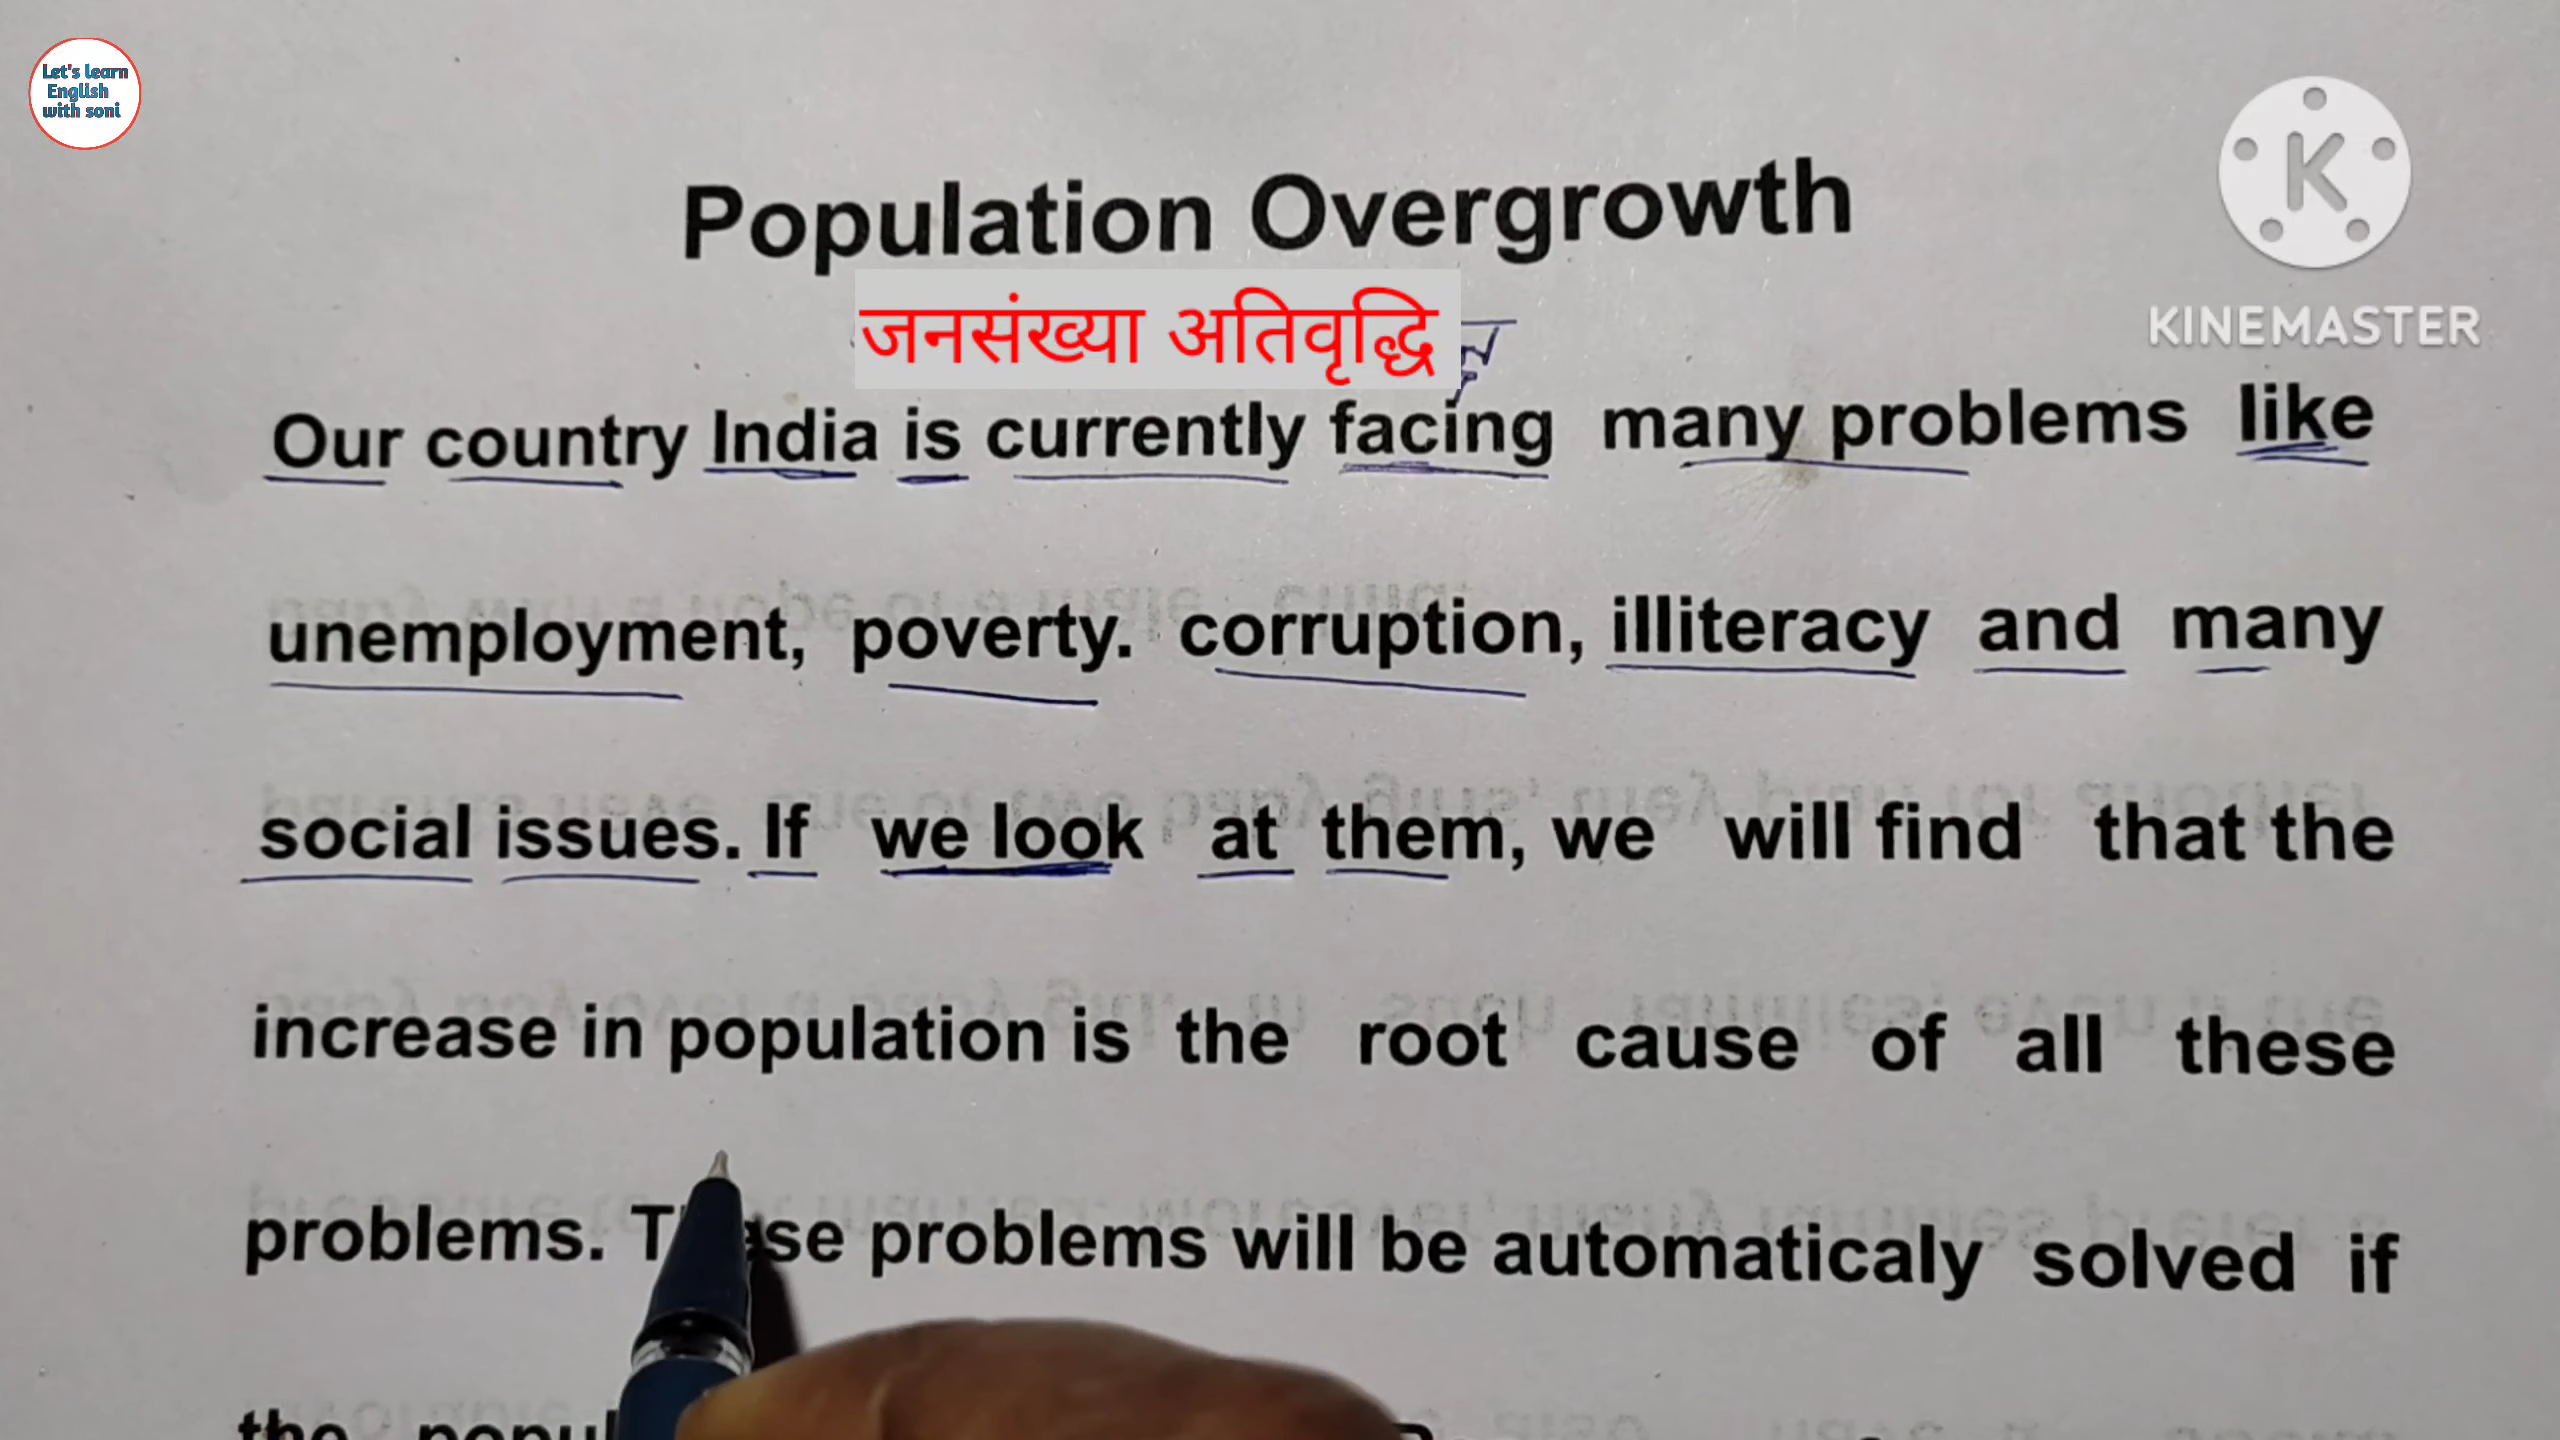 Let's learn
English
with soni
KINEMASTER
Population Overgrowth
जनसंख्या अतिवृद्धि
Our country India is currently facing many problems like
unemployment, poverty. corruption, illiteracy and many
social issues. If we look at them, we will find that the
increase in population is the root cause of all these
problems. problems will be automaticaly solved if
the